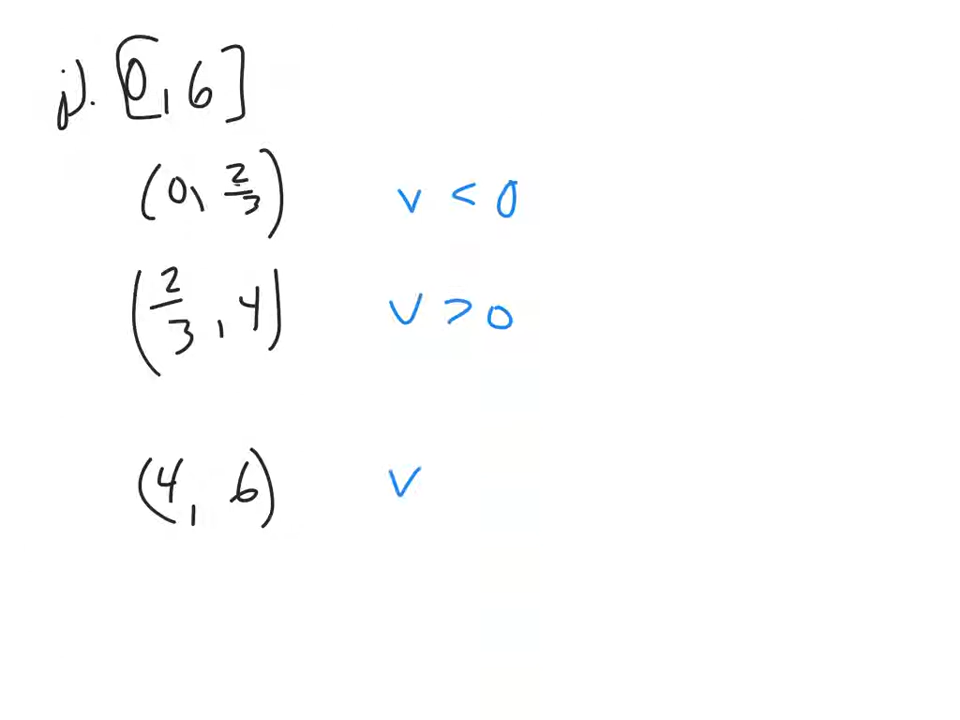 j). [0, 6]
(0, 2/3) v < 0
(2/3, 4) v > 0
(4, 6) v